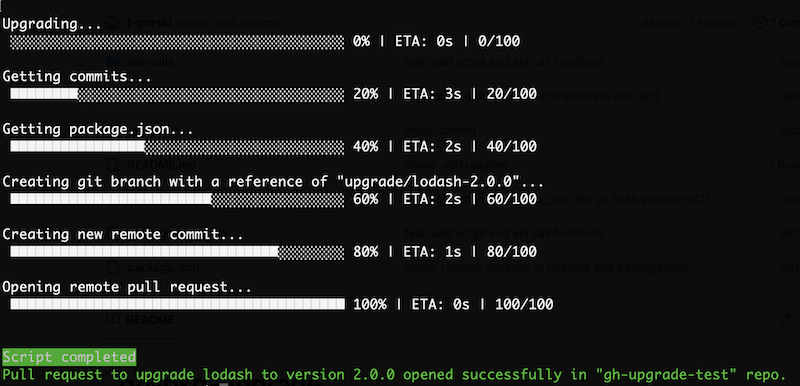 Upgrading...
0% | ETA: 0s | 0/100
Getting commits...
20% | ETA: 3s | 20/100
Getting package.json...
40% | ETA: 2s | 40/100
Creating git branch with a reference of "upgrade/lodash-2.0.0"...
60% | ETA: 2s | 60/100
Creating new remote commit...
80% | ETA: 1s | 80/100
Opening remote pull request...
100% | ETA: 0s | 100/100
Script completed
Pull request to upgrade lodash to version 2.0.0 opened successfully in "gh-upgrade-test" repo.